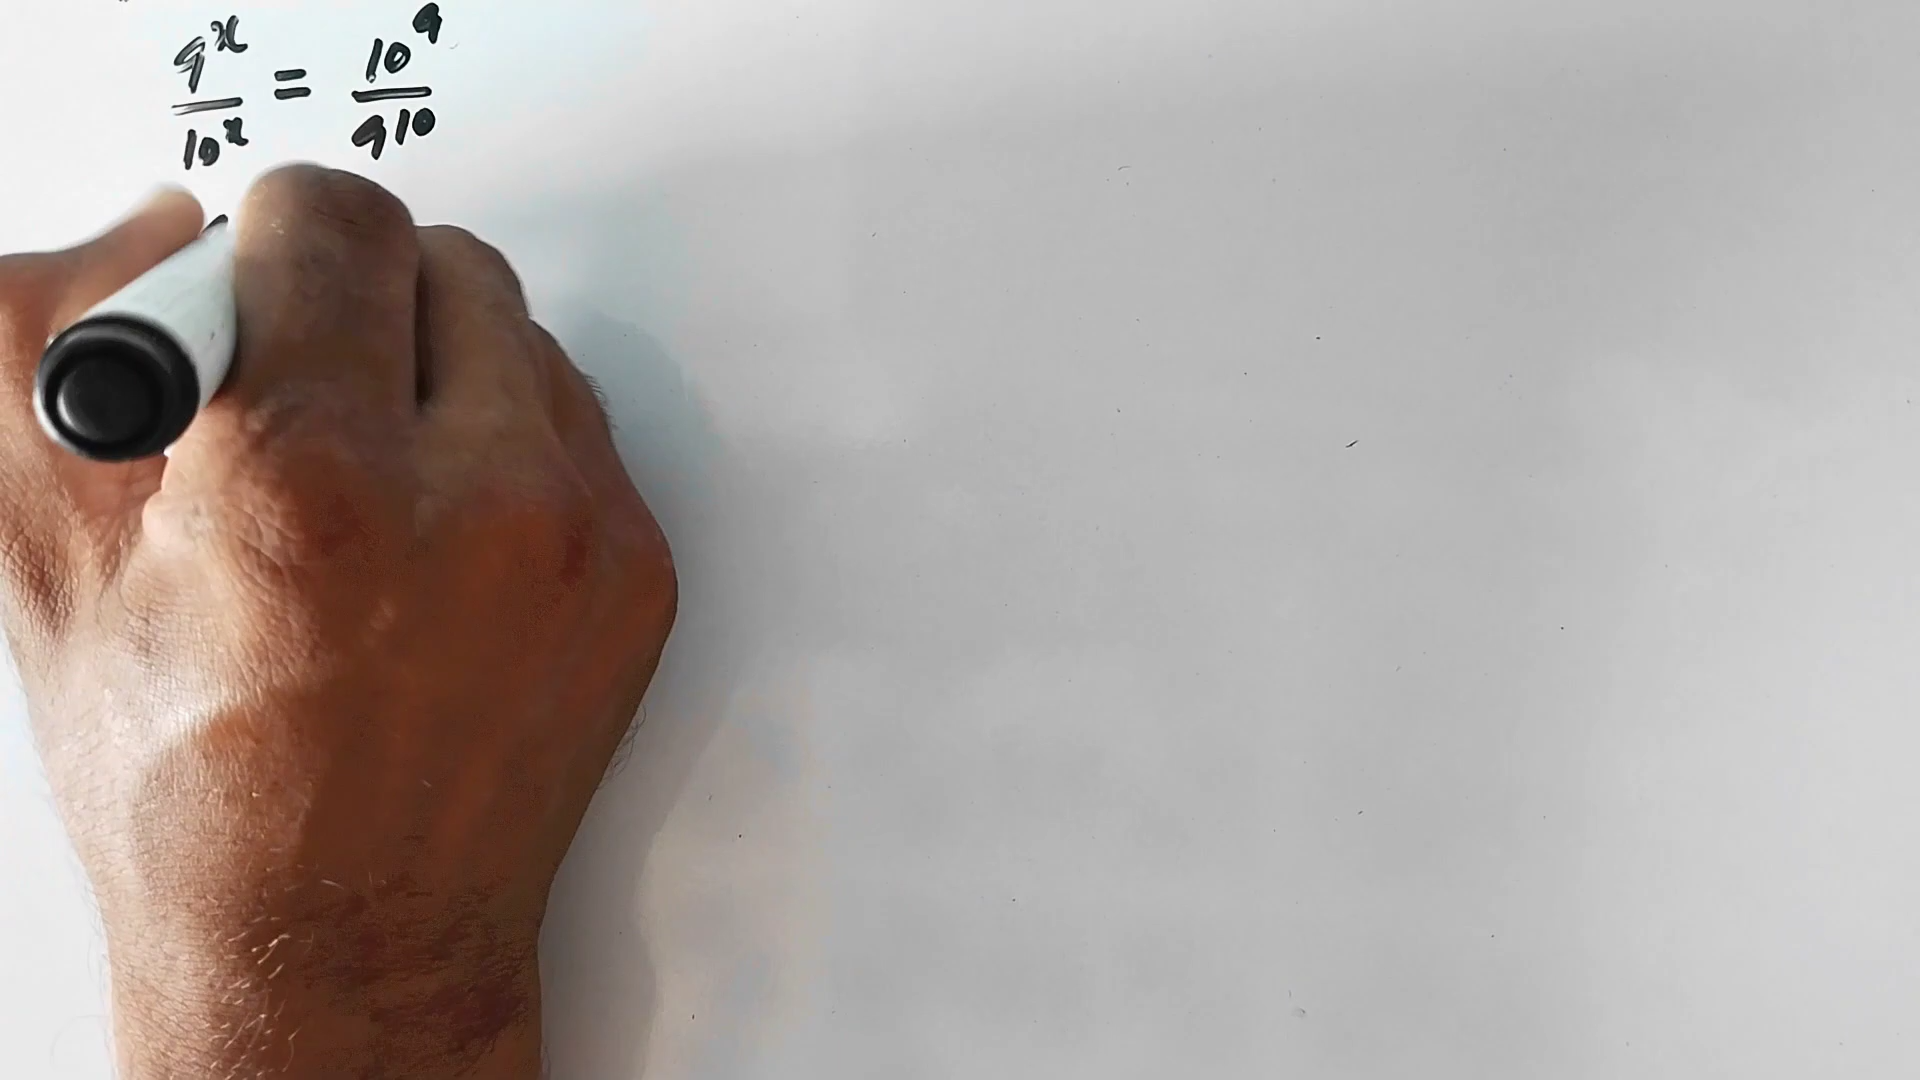 9^x / 10^x = 10^9 / 9^10